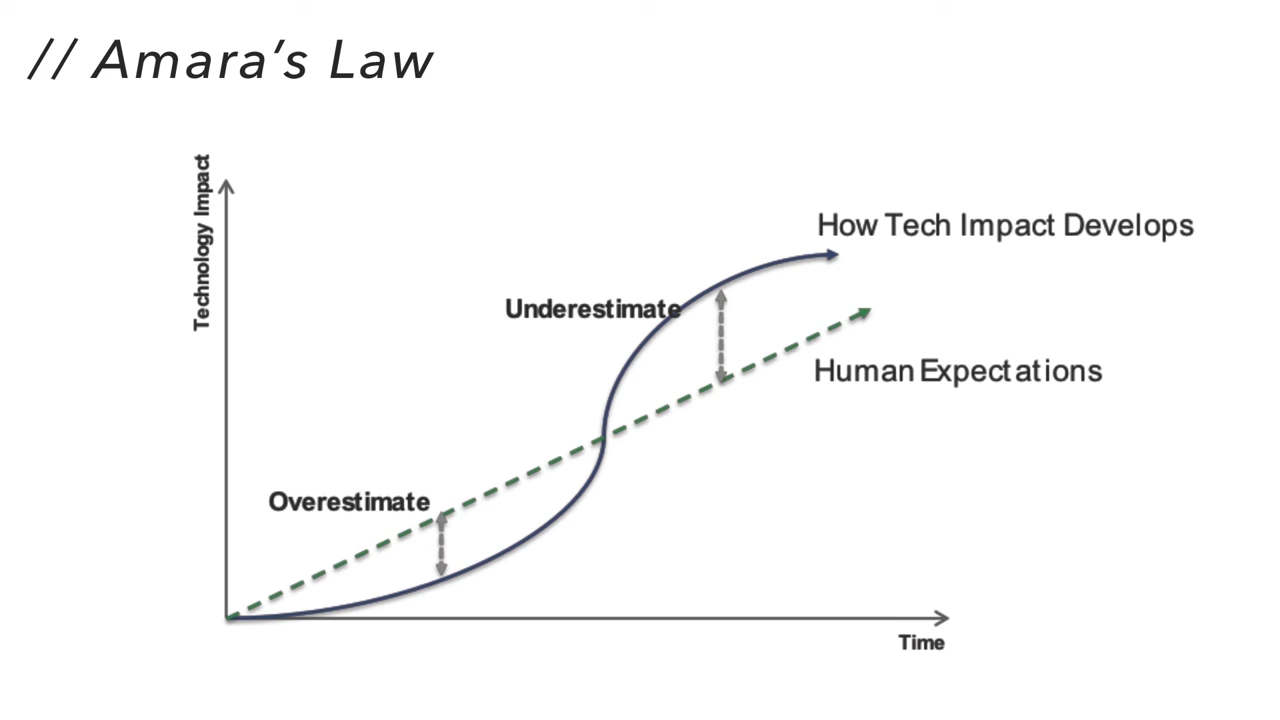 // Amara’s Law
Technology Impact
How Tech Impact Develops
Underestimate
Human Expectations
Overestimate
Time